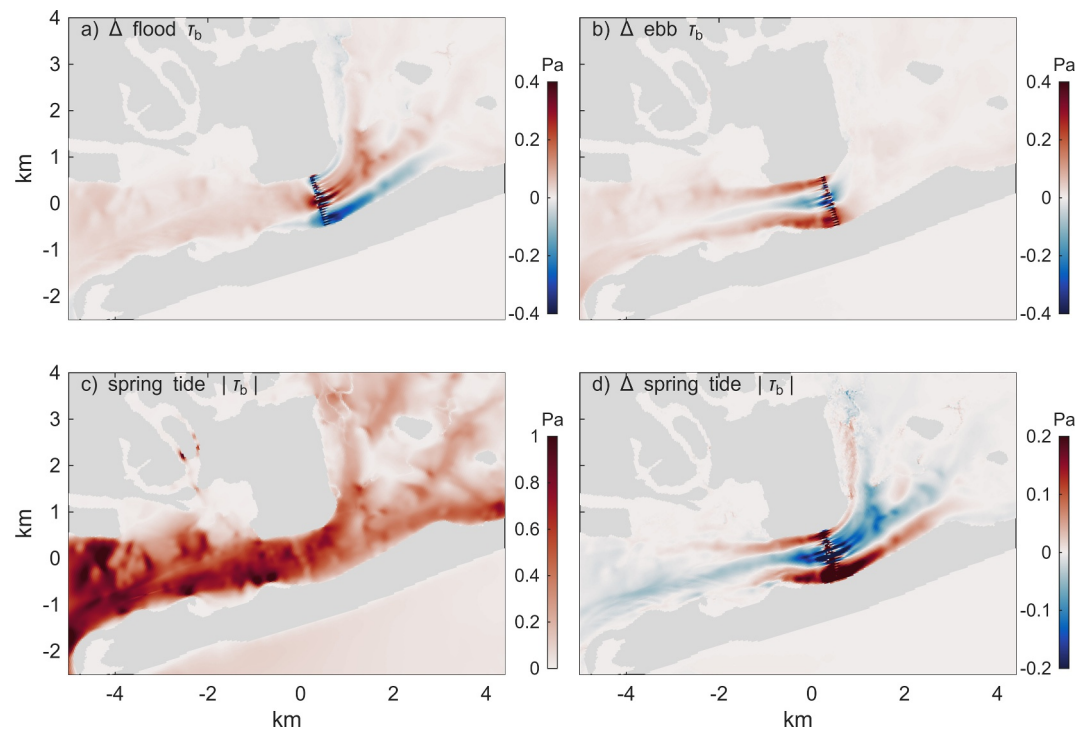 a) Δ flood τb
b) Δ ebb τb
4
3
2
1
0
-1
-2
km
Pa
0.4
0.2
0
-0.2
-0.4
Pa
0.4
0.2
0
-0.2
-0.4
c) spring tide |τb|
d) Δ spring tide |τb|
4
3
2
1
0
-1
-2
km
1
0.8
0.6
0.4
0.2
0
Pa
0.2
0.1
0
-0.1
-0.2
Pa
-4 -2 0 2 4
km
-4 -2 0 2 4
km